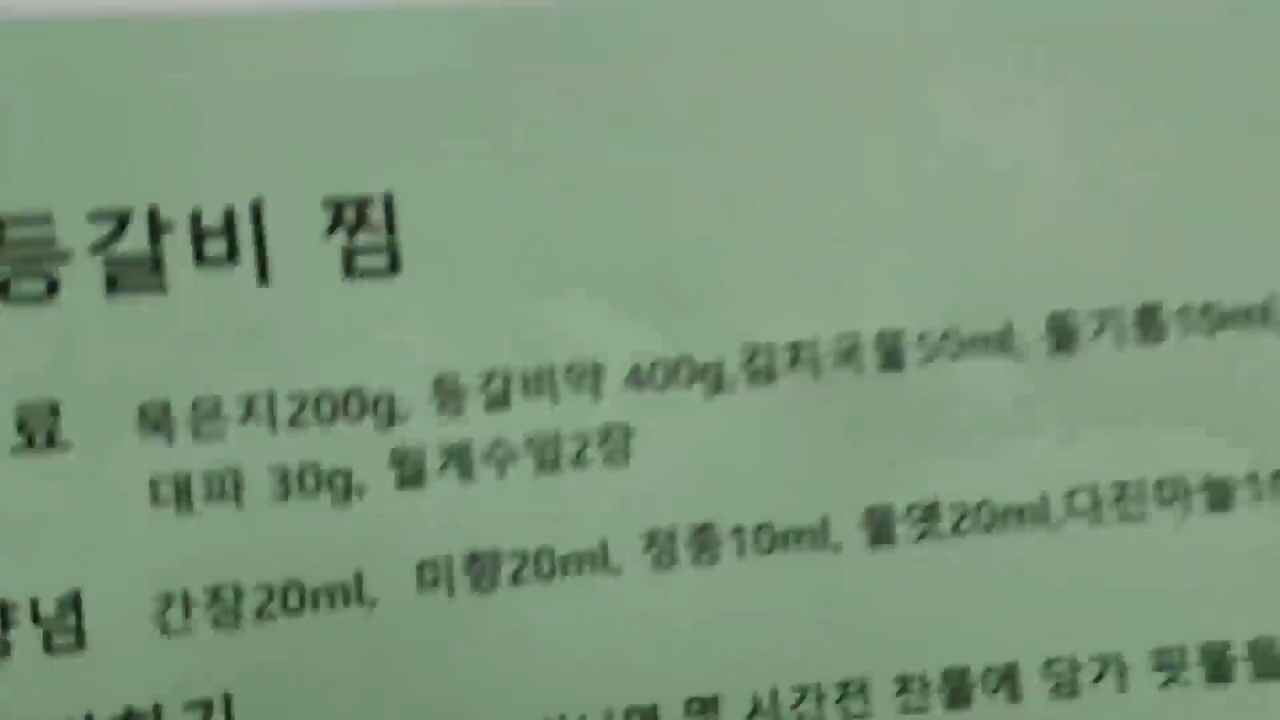 등갈비 찜
료 묵은지200g, 등갈비약 400g,김치국물50ml, 들기름15ml,
대파 30g, 월계수잎2장
념 간장20ml, 미향20ml, 정종10ml, 물엿20ml,다진마늘
시간전 찬물에 담가 핏물을